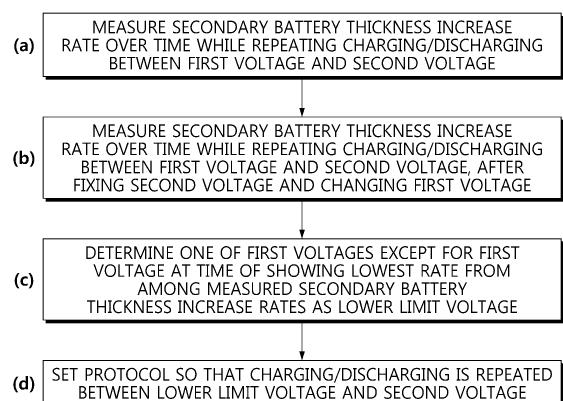 (a)
MEASURE SECONDARY BATTERY THICKNESS INCREASE
RATE OVER TIME WHILE REPEATING CHARGING/DISCHARGING
BETWEEN FIRST VOLTAGE AND SECOND VOLTAGE
(b)
MEASURE SECONDARY BATTERY THICKNESS INCREASE
RATE OVER TIME WHILE REPEATING CHARGING/DISCHARGING
BETWEEN FIRST VOLTAGE AND SECOND VOLTAGE, AFTER
FIXING SECOND VOLTAGE AND CHANGING FIRST VOLTAGE
(c)
DETERMINE ONE OF FIRST VOLTAGES EXCEPT FOR FIRST
VOLTAGE AT TIME OF SHOWING LOWEST RATE FROM
AMONG MEASURED SECONDARY BATTERY
THICKNESS INCREASE RATES AS LOWER LIMIT VOLTAGE
(d)
SET PROTOCOL SO THAT CHARGING/DISCHARGING IS REPEATED
BETWEEN LOWER LIMIT VOLTAGE AND SECOND VOLTAGE